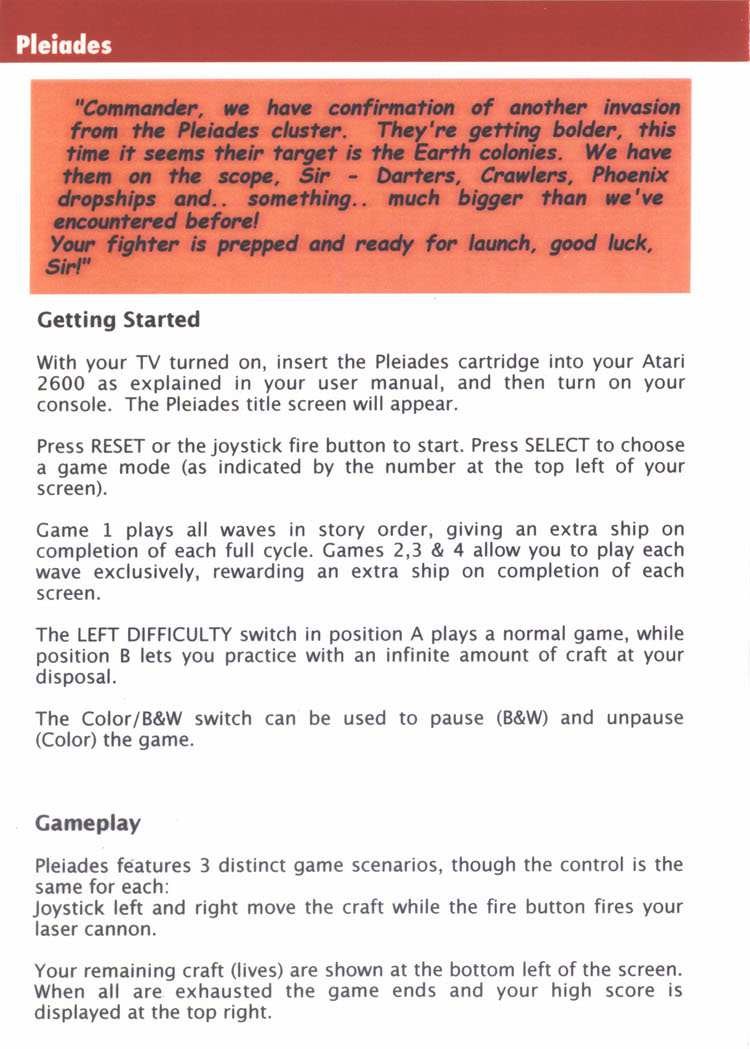 Pleiades
"Commander, we have confirmation of another invasion
from the Pleiades cluster. They're getting bolder, this
time it seems their target is the Earth colonies. We have
them on the scope, Sir - Darters, Crawlers, Phoenix
dropships and.. something.. much bigger than we've
encountered before!
Your fighter is prepped and ready for launch, good luck,
Sir!"
Getting Started
With your TV turned on, insert the Pleiades cartridge into your Atari
2600 as explained in your user manual, and then turn on your
console. The Pleiades title screen will appear.
Press RESET or the joystick fire button to start. Press SELECT to choose
a game mode (as indicated by the number at the top left of your
screen).
Game 1 plays all waves in story order, giving an extra ship on
completion of each full cycle. Games 2,3 & 4 allow you to play each
wave exclusively, rewarding an extra ship on completion of each
screen.
The LEFT DIFFICULTY switch in position A plays a normal game, while
position B lets you practice with an infinite amount of craft at your
disposal.
The Color/B&W switch can be used to pause (B&W) and unpause
(Color) the game.
Gameplay
Pleiades features 3 distinct game scenarios, though the control is the
same for each:
Joystick left and right move the craft while the fire button fires your
laser cannon.
Your remaining craft (lives) are shown at the bottom left of the screen.
When all are exhausted the game ends and your high score is
displayed at the top right.